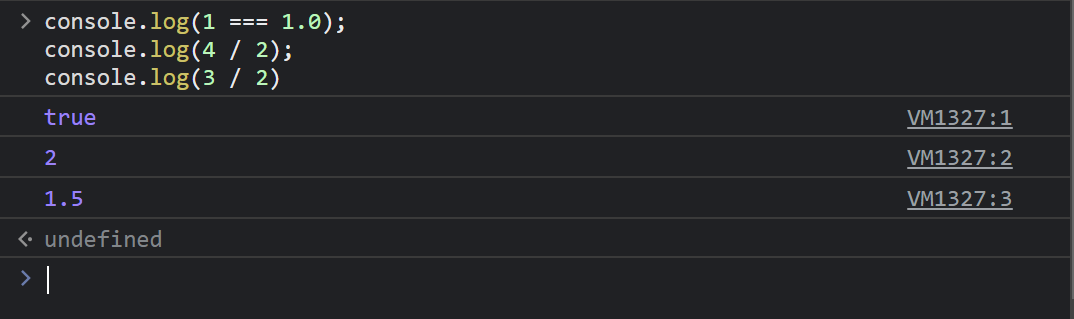 console.log(1 === 1.0);
console.log(4 / 2);
console.log(3 / 2)
true VM1327:1
2 VM1327:2
1.5 VM1327:3
undefined